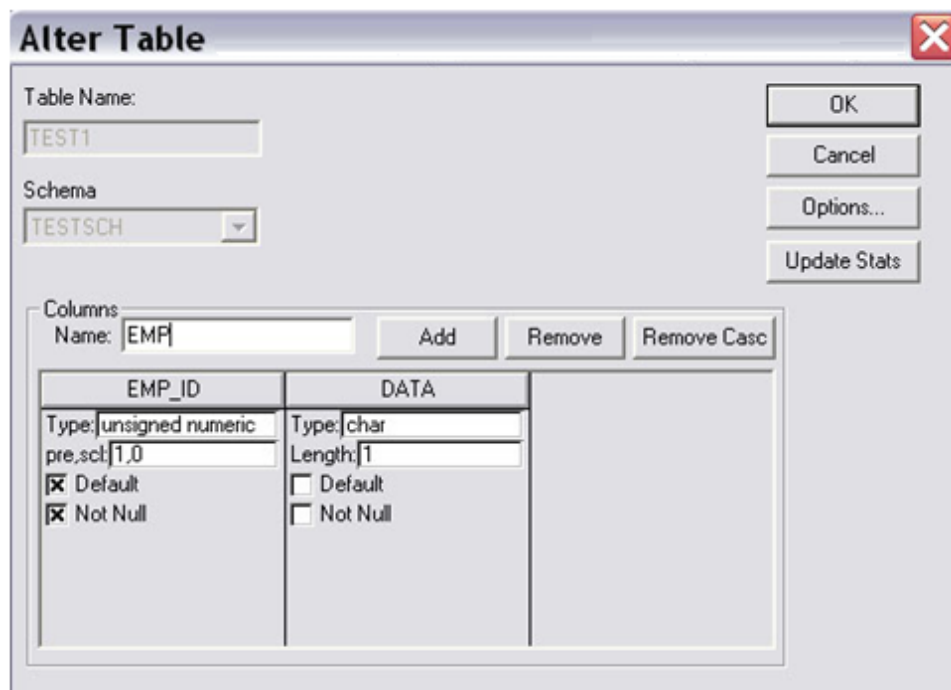 Alter Table
Table Name:
TEST1
OK
Cancel
Schema
TESTSCH
Options...
Update Stats
Columns
Name: EMP Add Remove Remove Casc
EMP_ID DATA
Type: unsigned numeric Type: char
pre,scl: 1,0 Length: 1
Default Default
Not Null Not Null